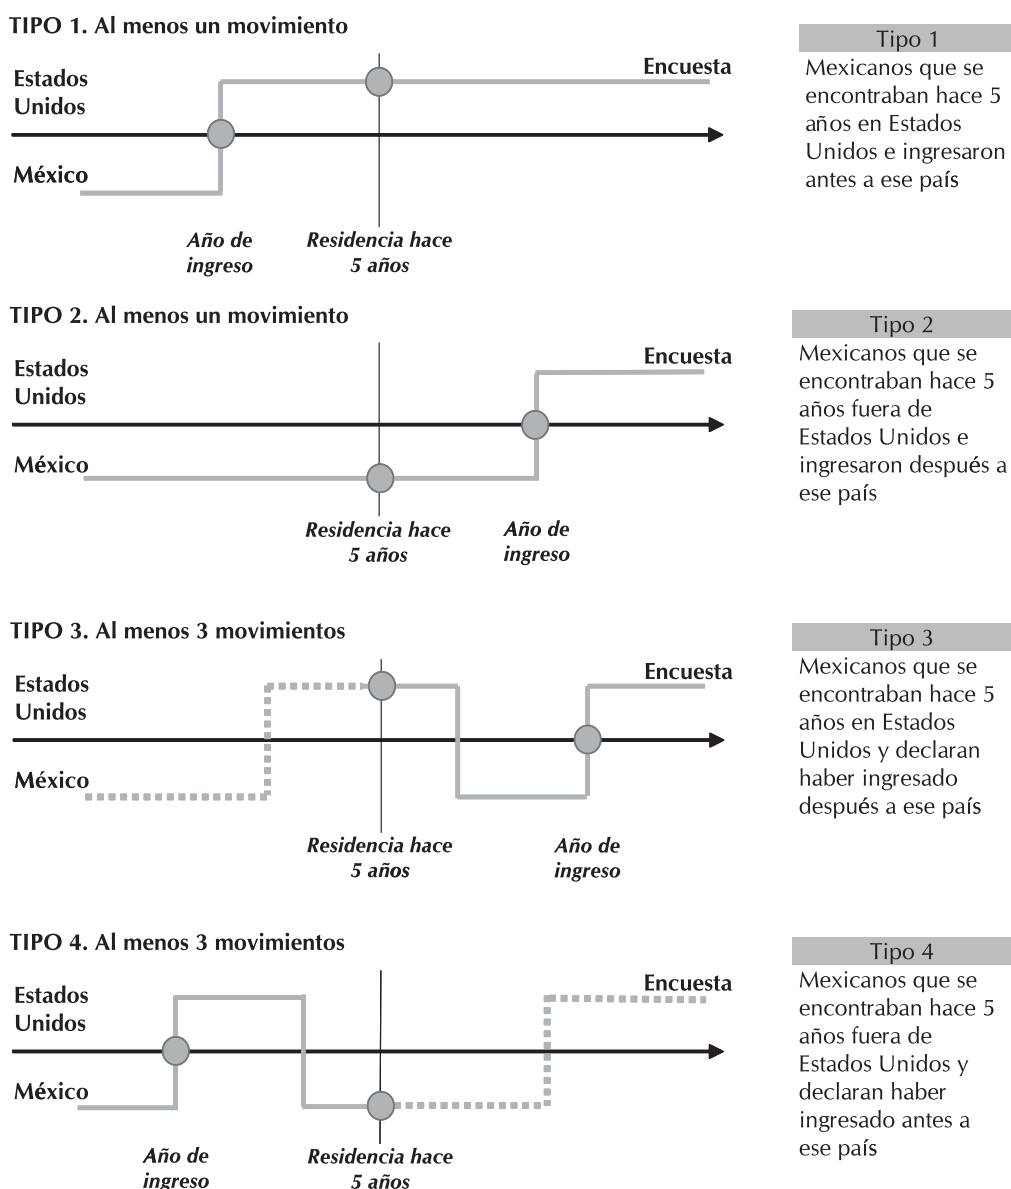 TIPO 1. Al menos un movimiento
Estados
Unidos
Encuesta
México
Año de
ingreso
Residencia hace
5 años
Tipo 1
Mexicanos que se
encontraban hace 5
años en Estados
Unidos e ingresaron
antes a ese país
TIPO 2. Al menos un movimiento
Estados
Unidos
Encuesta
México
Residencia hace
5 años
Año de
ingreso
Tipo 2
Mexicanos que se
encontraban hace 5
años fuera de
Estados Unidos e
ingresaron después a
ese país
TIPO 3. Al menos 3 movimientos
Estados
Unidos
Encuesta
México
Residencia hace
5 años
Año de
ingreso
Tipo 3
Mexicanos que se
encontraban hace 5
años en Estados
Unidos y declaran
haber ingresado
después a ese país
TIPO 4. Al menos 3 movimientos
Estados
Unidos
Encuesta
México
Año de
ingreso
Residencia hace
5 años
Tipo 4
Mexicanos que se
encontraban hace 5
años fuera de
Estados Unidos y
declaran haber
ingresado antes a
ese país